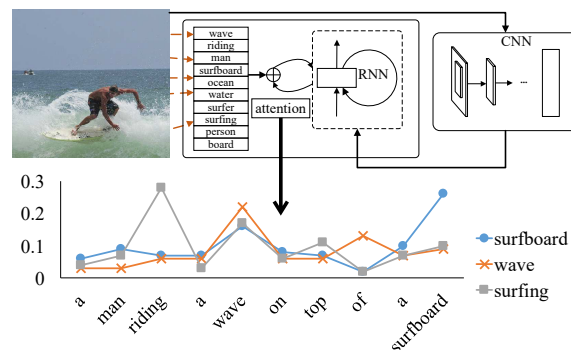 wave
riding
man
surfboard
ocean
water
surfer
surfing
person
board
attention
RNN
CNN
...
0.3
0.2
0.1
0
a
man
riding
a
wave
on
top
of
a
surfboard
surfboard
wave
surfing